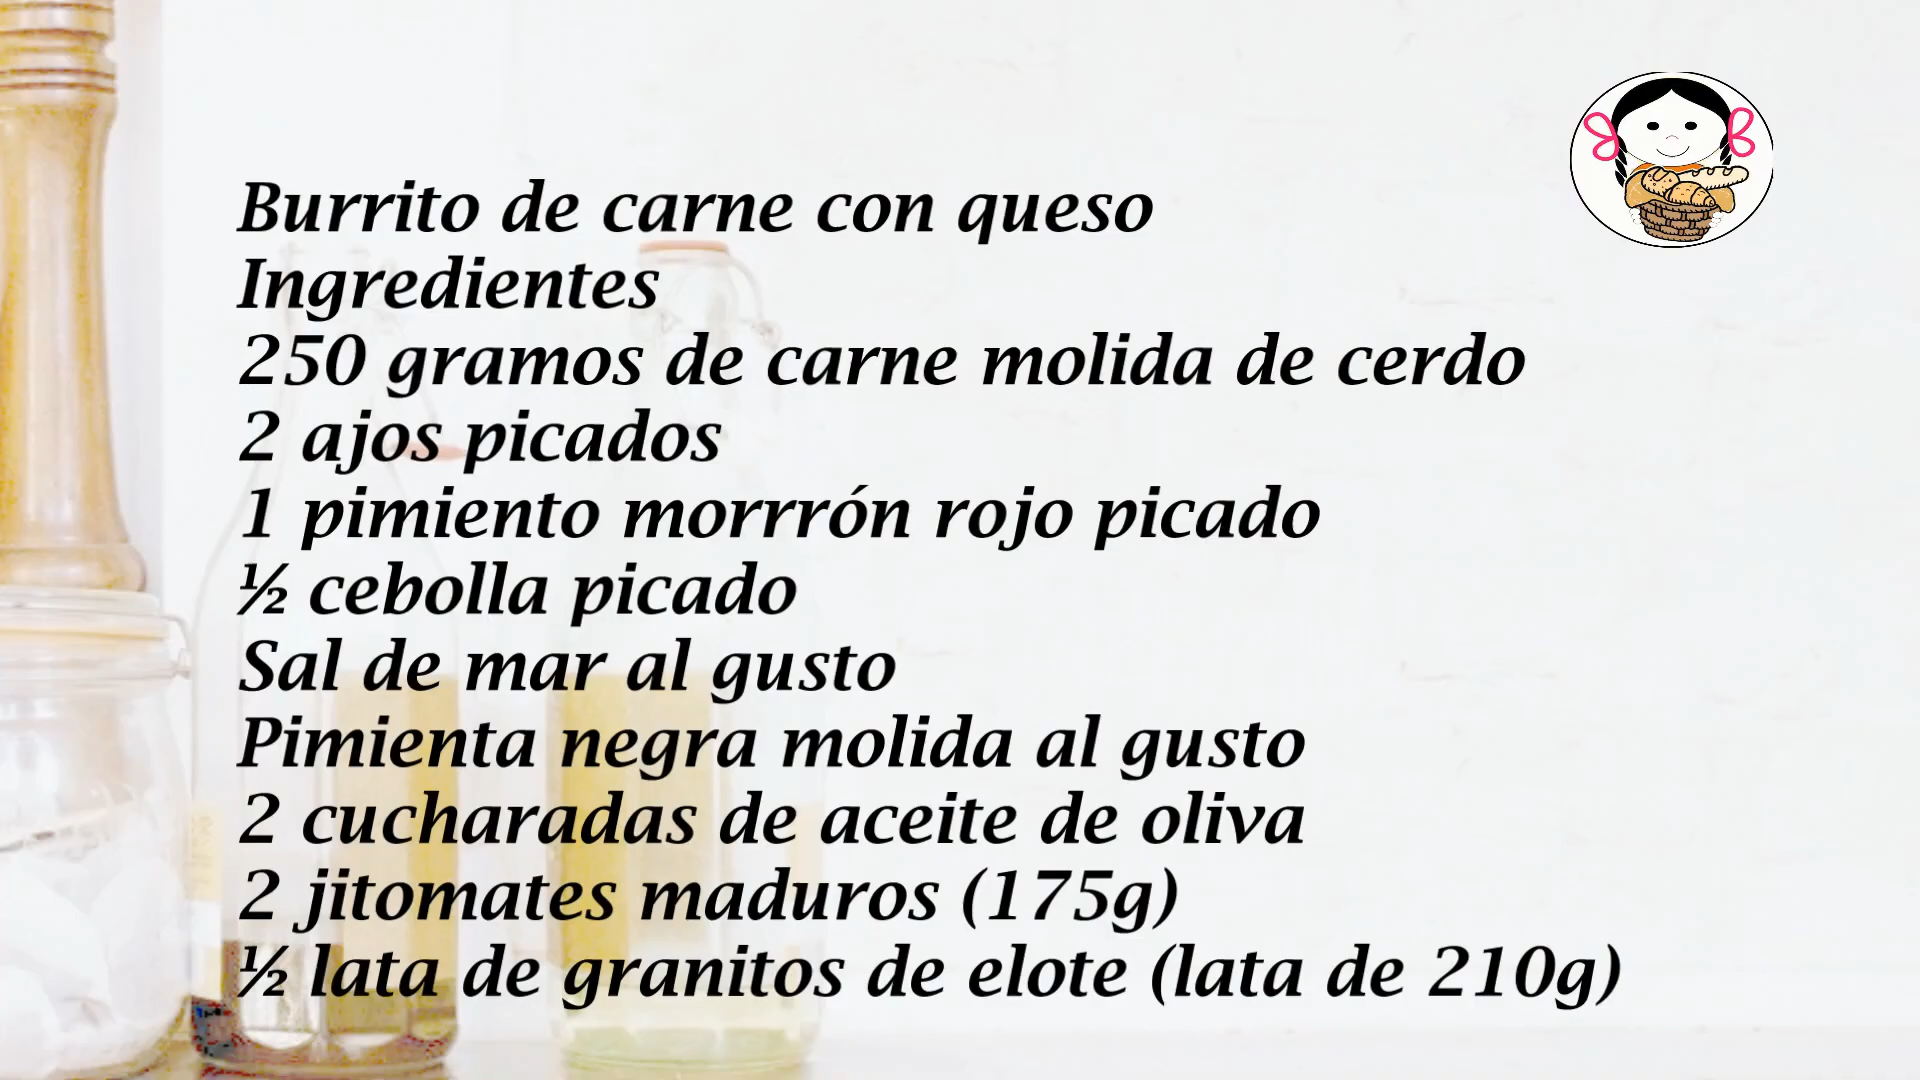 Burrito de carne con queso
Ingredientes
250 gramos de carne molida de cerdo
2 ajos picados
1 pimiento morrrón rojo picado
½ cebolla picado
Sal de mar al gusto
Pimienta negra molida al gusto
2 cucharadas de aceite de oliva
2 jitomates maduros (175g)
½ lata de granitos de elote (lata de 210g)